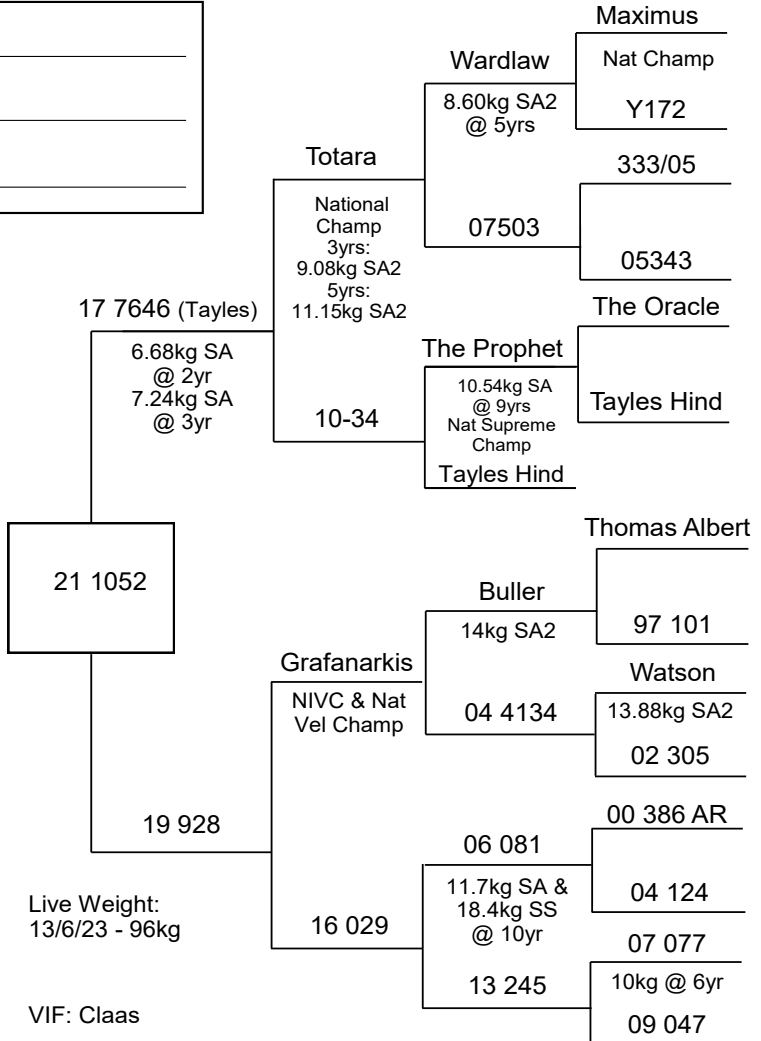 Maximus
Wardlaw
Nat Champ
8.60kg SA2
@ 5yrs
Y172
Totara
333/05
National
Champ
3yrs:
9.08kg SA2
5yrs:
11.15kg SA2
07503
05343
17 7646 (Tayles)
The Oracle
6.68kg SA
@ 2yr
7.24kg SA
@ 3yr
The Prophet
10.54kg SA
@ 9yrs
Nat Supreme
Champ
Tayles Hind
10-34
Tayles Hind
21 1052
Thomas Albert
Buller
14kg SA2
97 101
Grafanarkis
NIVC & Nat
Vel Champ
Watson
04 4134
13.88kg SA2
02 305
19 928
00 386 AR
06 081
11.7kg SA &
18.4kg SS
@ 10yr
04 124
16 029
07 077
13 245
10kg @ 6yr
09 047
Live Weight:
13/6/23 - 96kg
VIF: Claas